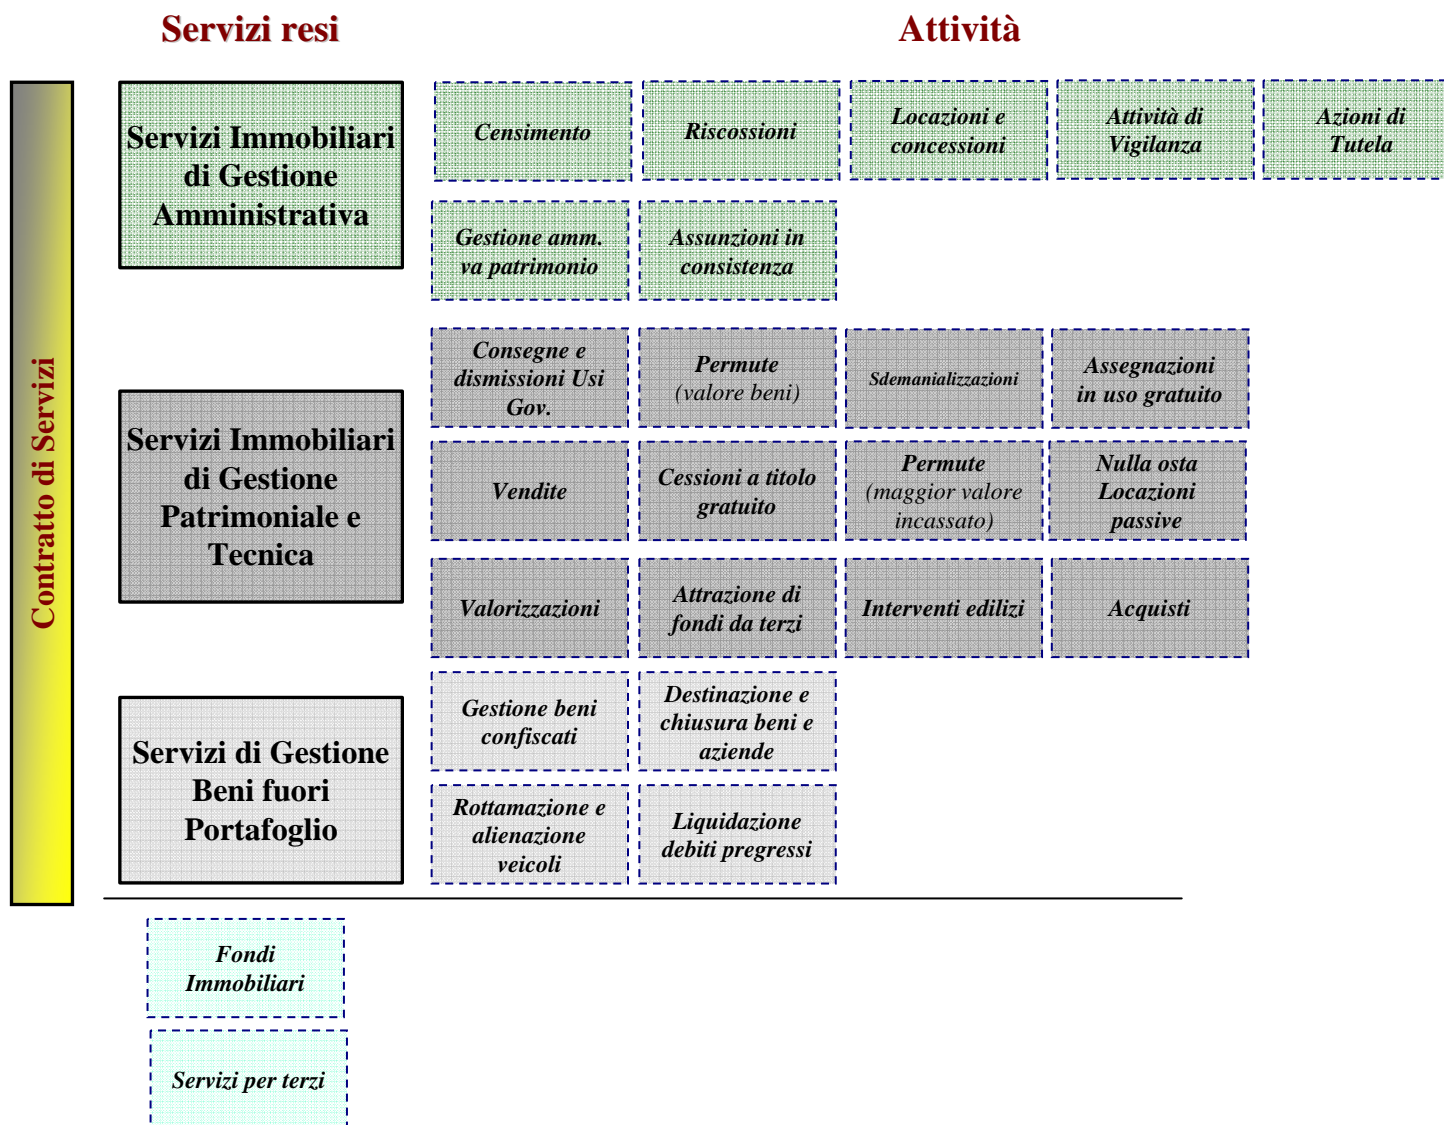 Servizi resi
Attività
Contratto di Servizi
Servizi Immobiliari
di Gestione
Amministrativa
Censimento
Riscossioni
Locazioni e
concessioni
Attività di
Vigilanza
Azioni di
Tutela
Gestione amm.
va patrimonio
Assunzioni in
consistenza
Servizi Immobiliari
di Gestione
Patrimoniale e
Tecnica
Consegne e
dismissioni Usi
Gov.
Permute
(valore beni)
Sdemanializzazioni
Assegnazioni
in uso gratuito
Vendite
Cessioni a titolo
gratuito
Permute
(maggior valore
incassato)
Nulla osta
Locazioni
passive
Valorizzazioni
Attrazione di
fondi da terzi
Interventi edilizi
Acquisti
Servizi di Gestione
Beni fuori
Portafoglio
Gestione beni
confiscati
Destinazione e
chiusura beni e
aziende
Rottamazione e
alienazione
veicoli
Liquidazione
debiti pregressi
Fondi
Immobiliari
Servizi per terzi